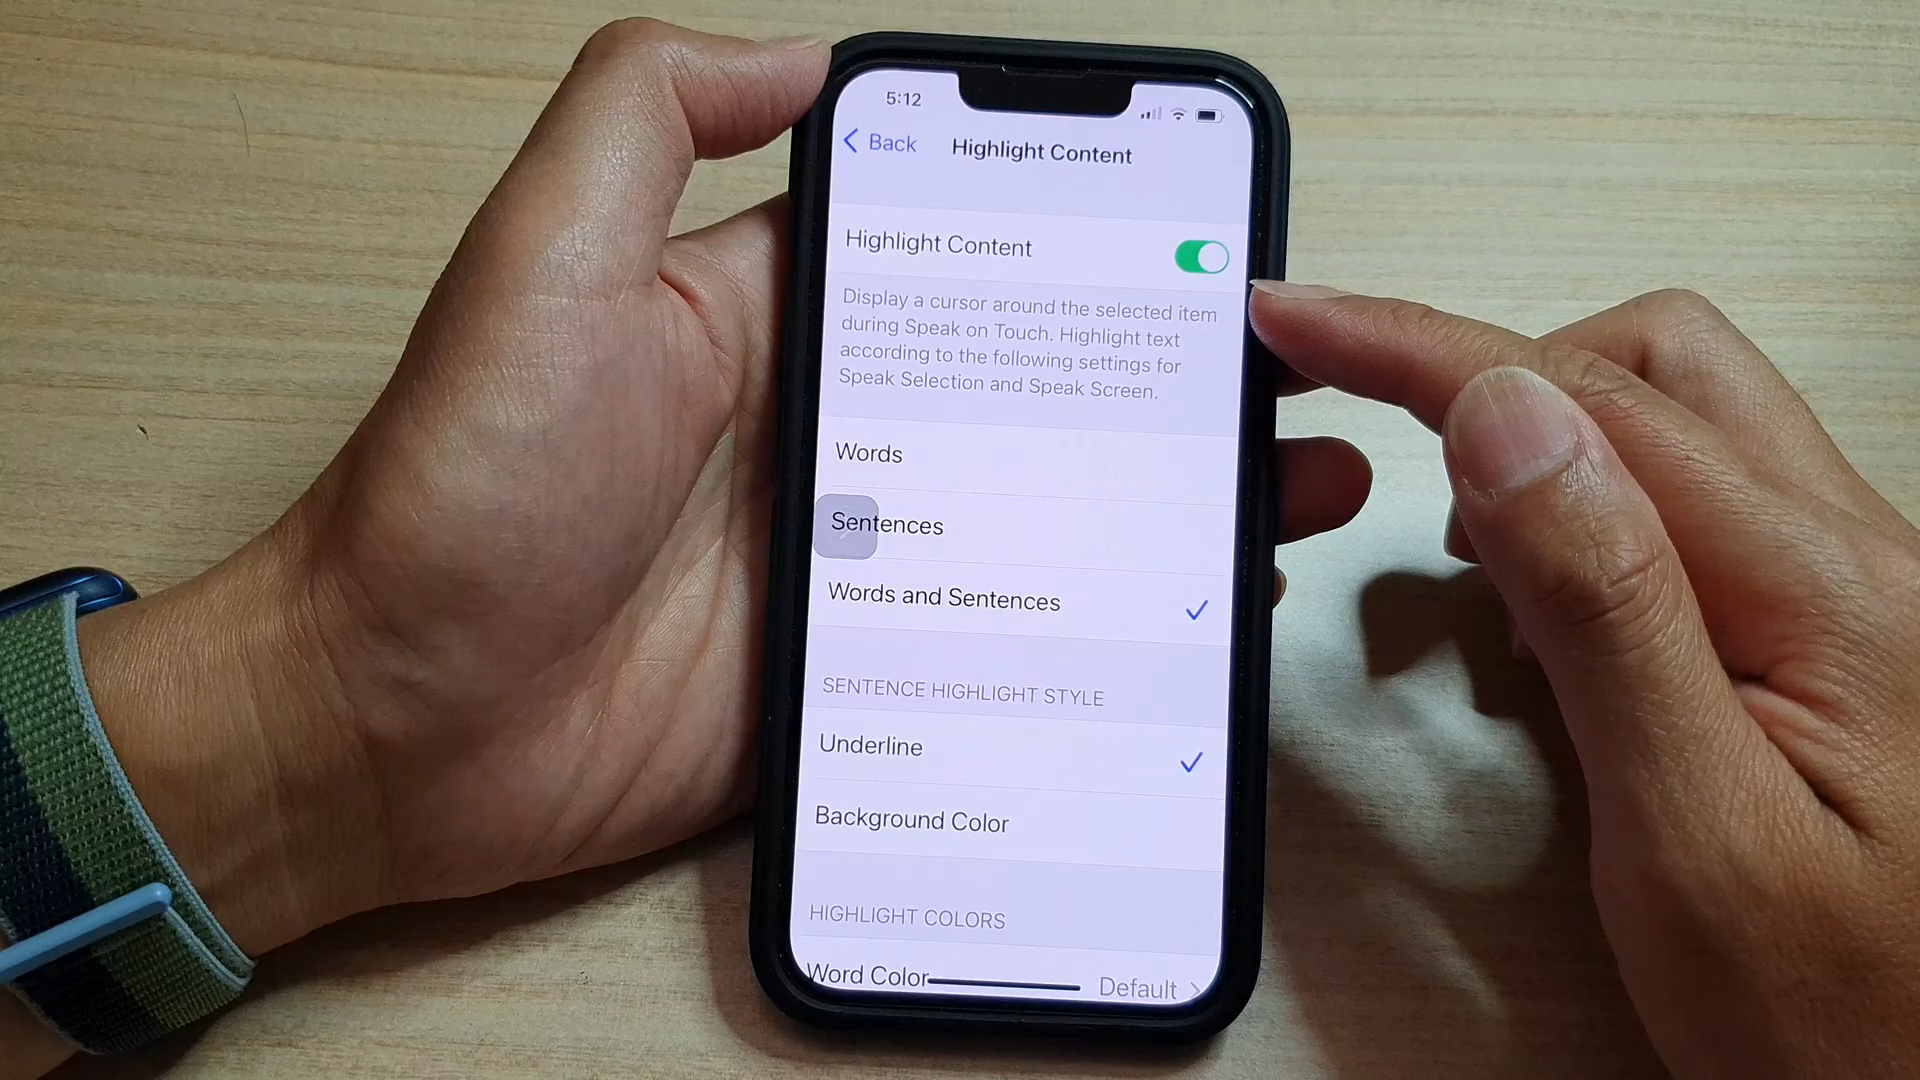 5:12
Back
Highlight Content
Highlight Content
Display a cursor around the selected item
during Speak on Touch. Highlight text
according to the following settings for
Speak Selection and Speak Screen.
Words
Sentences
Words and Sentences
SENTENCE HIGHLIGHT STYLE
Underline
Background Color
HIGHLIGHT COLORS
Word Color Default